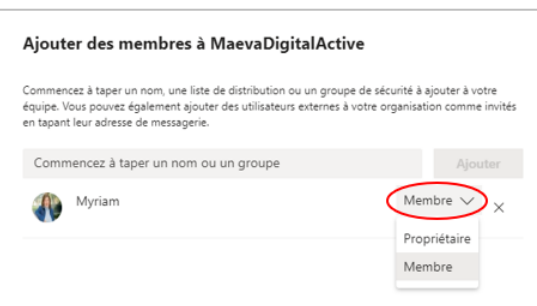 Ajouter des membres à MaevaDigitalActive
Commencez à taper un nom, une liste de distribution ou un groupe de sécurité à ajouter à votre
équipe. Vous pouvez également ajouter des utilisateurs externes à votre organisation comme invités
en tapant leur adresse de messagerie.
Commencez à taper un nom ou un groupe
Ajouter
Myriam
Membre
Propriétaire
Membre